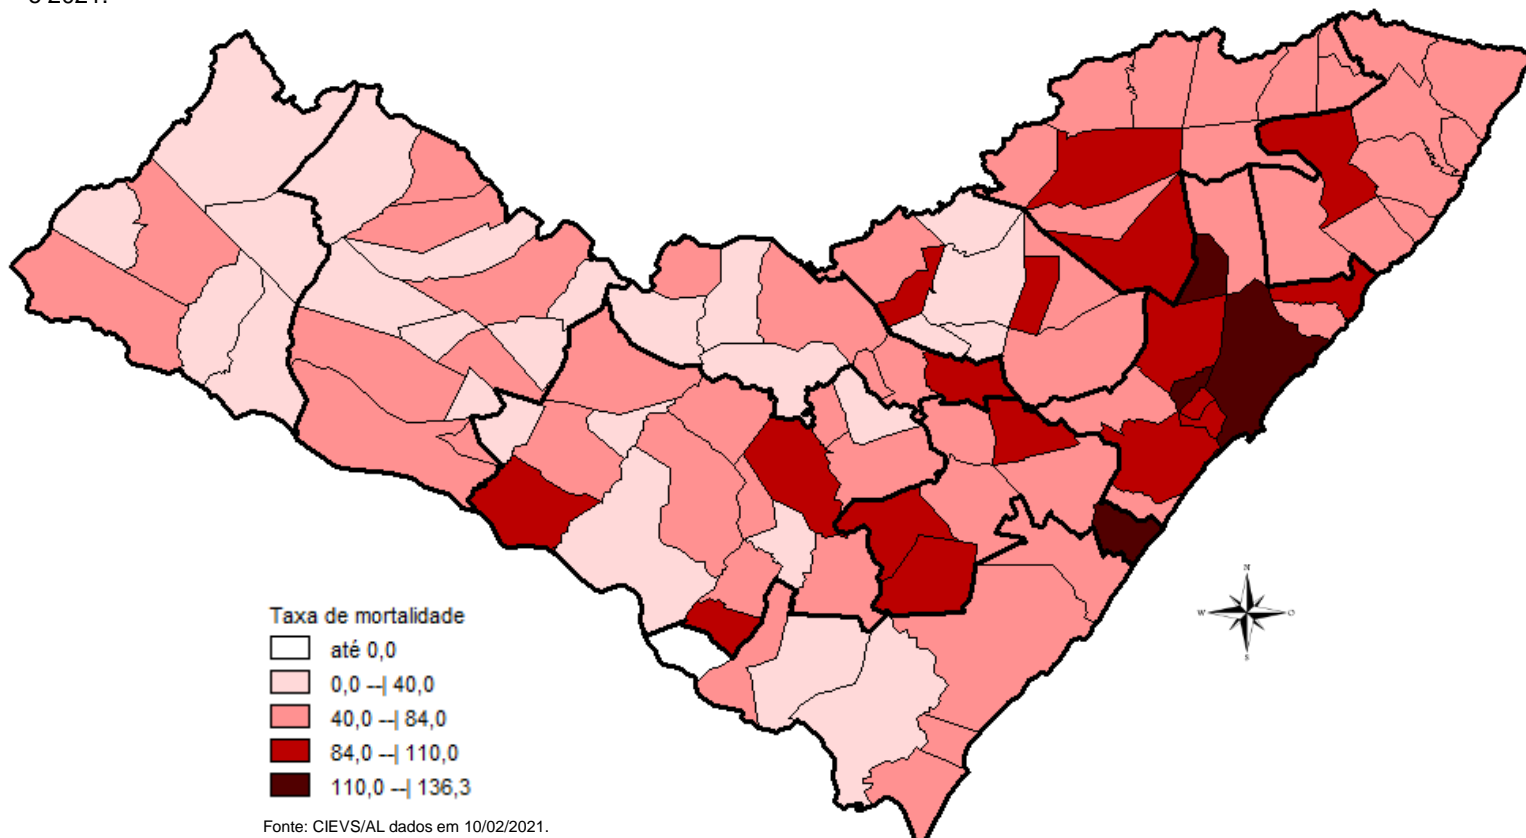 e 2021.
N
W
O
S
Taxa de mortalidade
até 0,0
0,0 --| 40,0
40,0 --| 84,0
84,0 --| 110,0
110,0 --| 136,3
Fonte: CIEVS/AL dados em 10/02/2021.